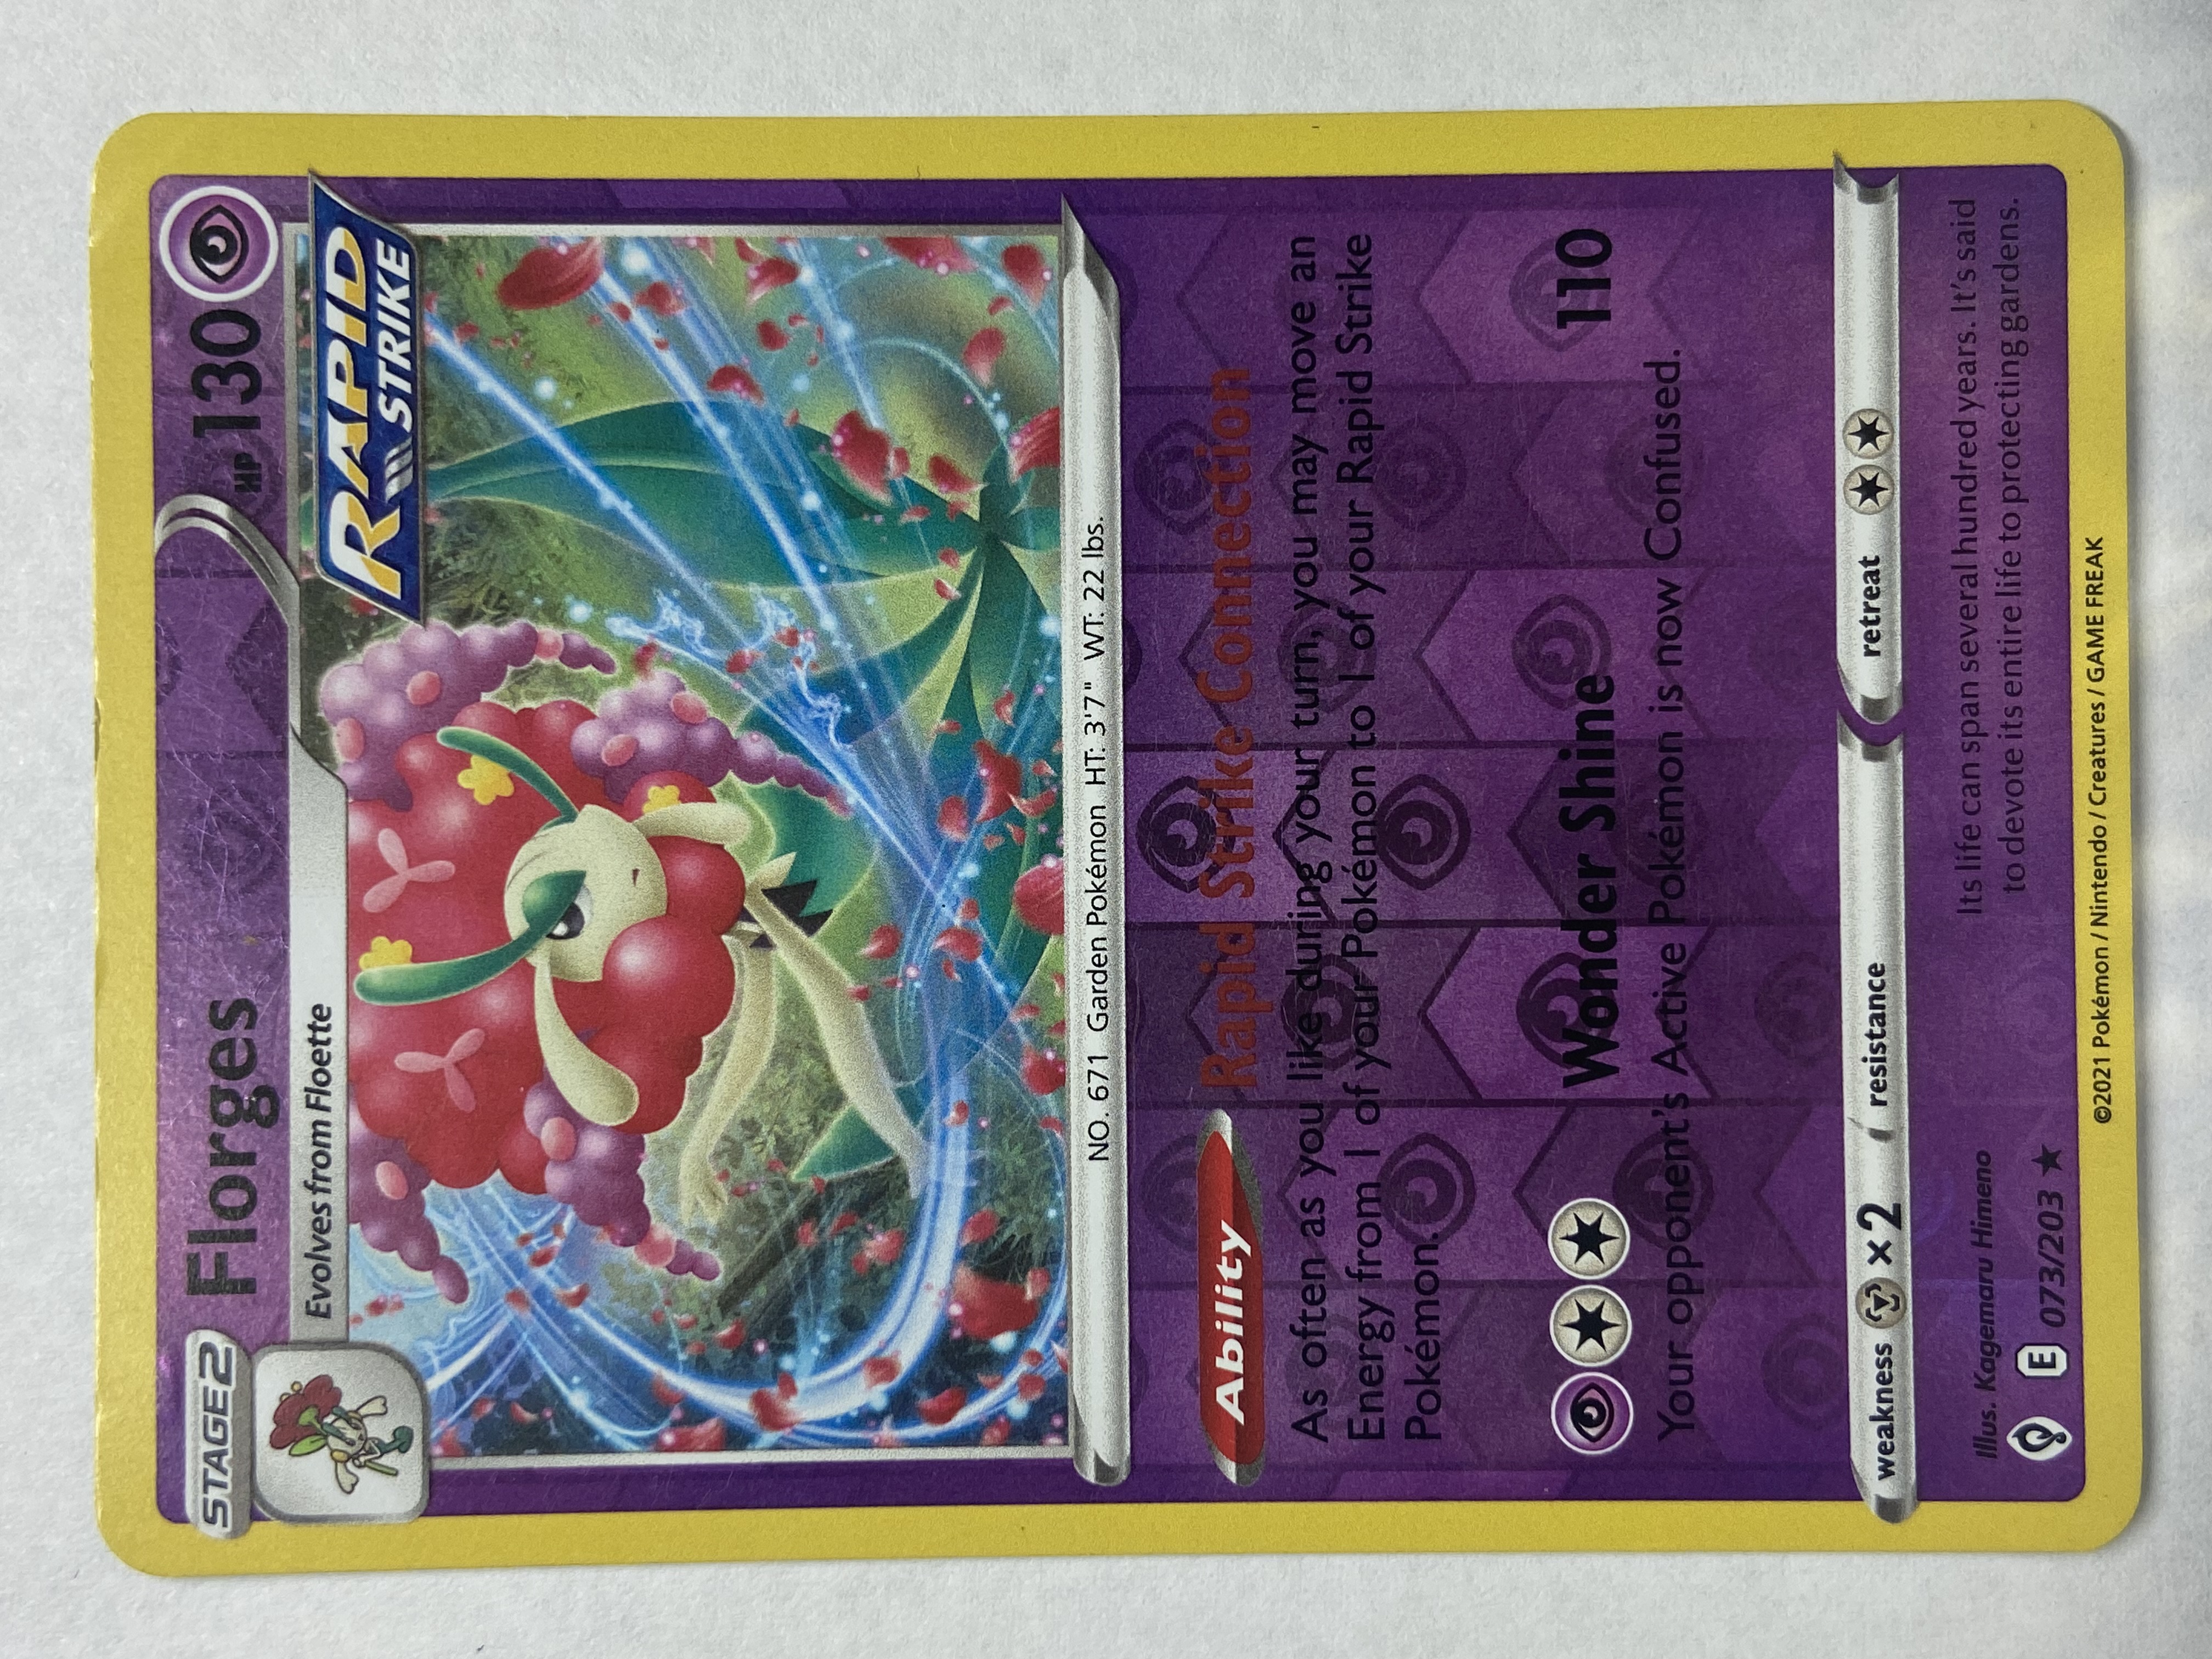 STAGE 2 Florges HP 130
Evolves from Floette
RAPID
STRIKE
NO. 671 Garden Pokémon HT: 3'7" WT: 22 lbs.
Ability Rapid Strike Connection
As often as you like during your turn, you may move an
Energy from 1 of your Pokémon to 1 of your Rapid Strike
Pokémon.
Wonder Shine 110
Your opponent's Active Pokémon is now Confused.
weakness ×2 resistance retreat
Illus. Kagemaru Himeno
Its life can span several hundred years. It's said
to devote its entire life to protecting gardens.
E 073/203 ★
©2021 Pokémon / Nintendo / Creatures / GAME FREAK